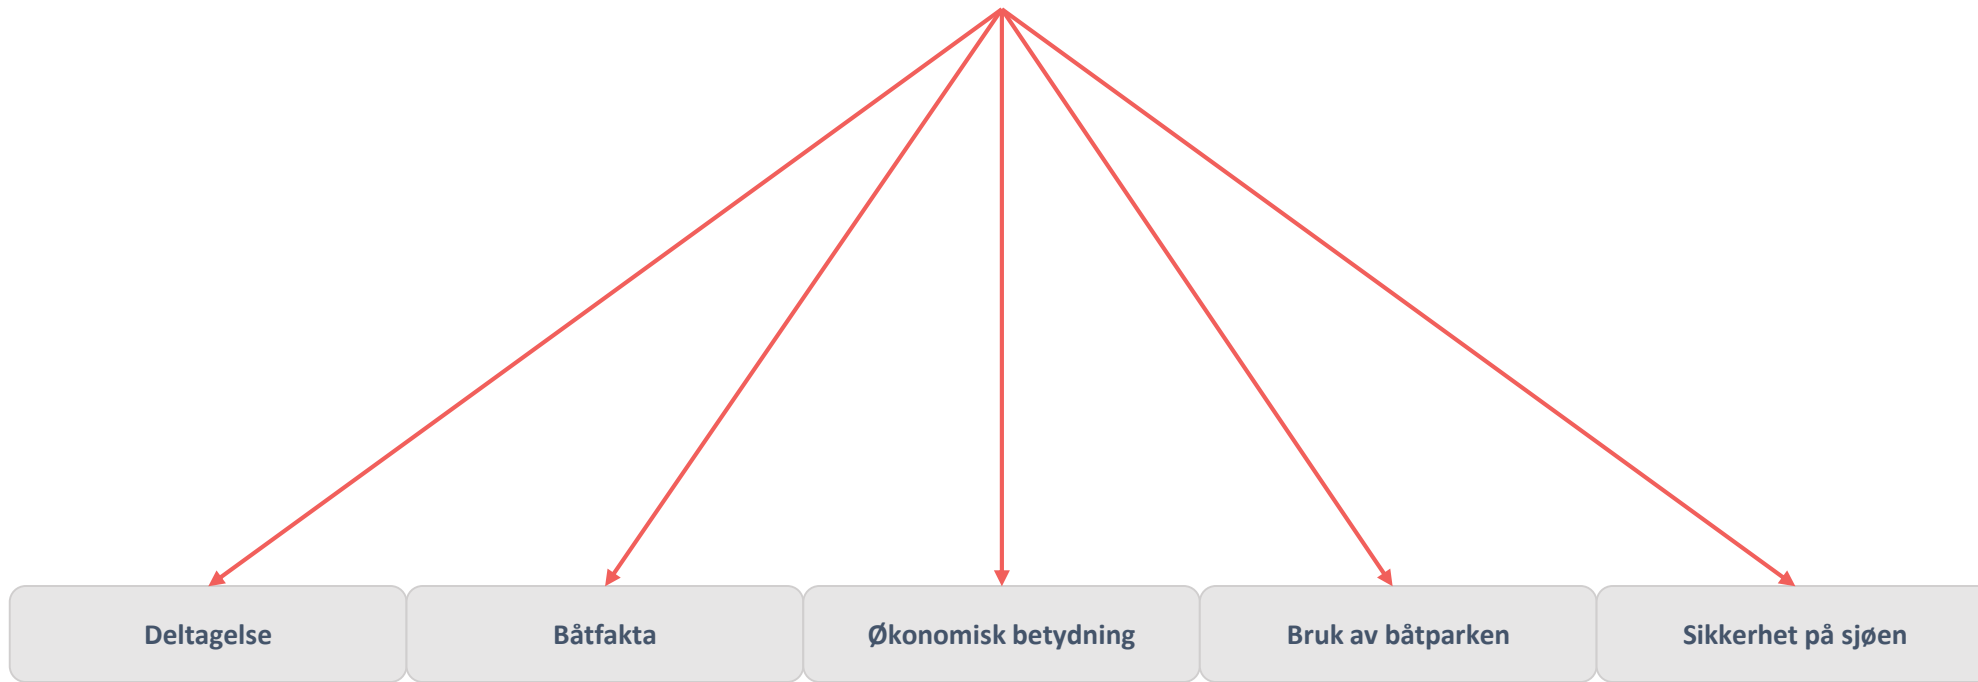 Deltagelse
Båtfakta
Økonomisk betydning
Bruk av båtparken
Sikkerhet på sjøen